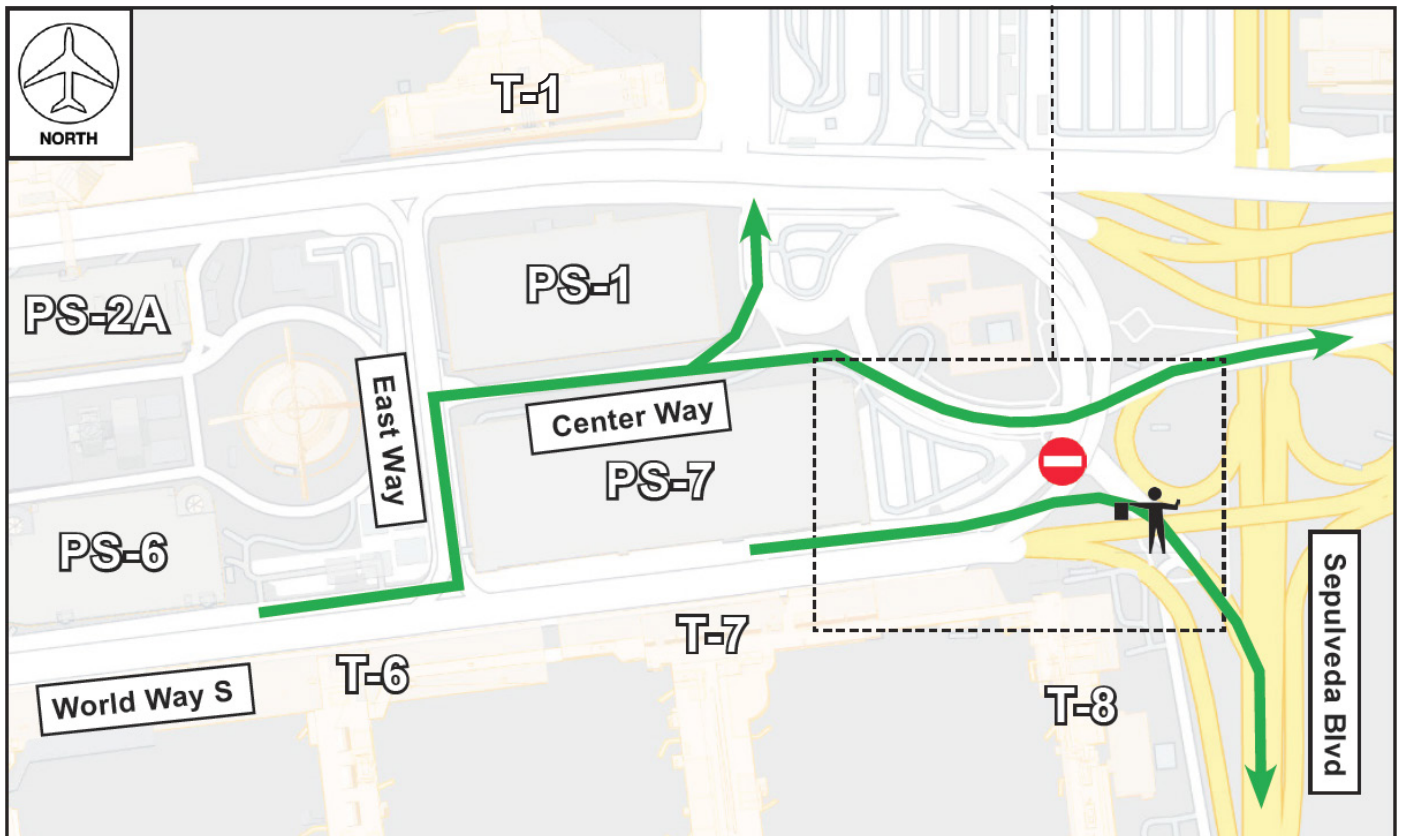 NORTH
T-1
PS-1
PS-2A
East Way
Center Way
PS-7
PS-6
T-7
T-6
World Way S
T-8
Sepulveda Blvd